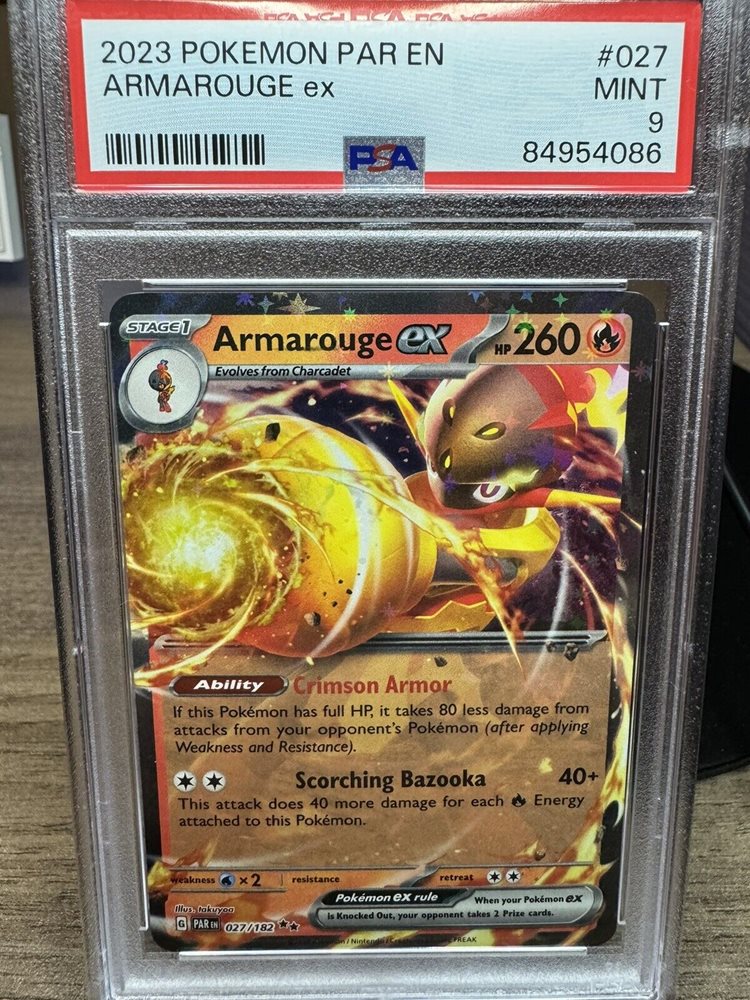 2023 POKEMON PAR EN #027
ARMAROUGE ex MINT
9
PSA 84954086
STAGE 1 Armarouge ex HP 260
Evolves from Charcadet
Ability Crimson Armor
If this Pokémon has full HP, it takes 80 less damage from
attacks from your opponent's Pokémon (after applying
Weakness and Resistance).
Scorching Bazooka 40+
This attack does 40 more damage for each Energy
attached to this Pokémon.
weakness ×2 resistance retreat
Pokémon ex rule When your Pokémon ex
is Knocked Out, your opponent takes 2 Prize cards.
Illus. takuyoa
G PAR EN 027/182
Nintendo
FREAK